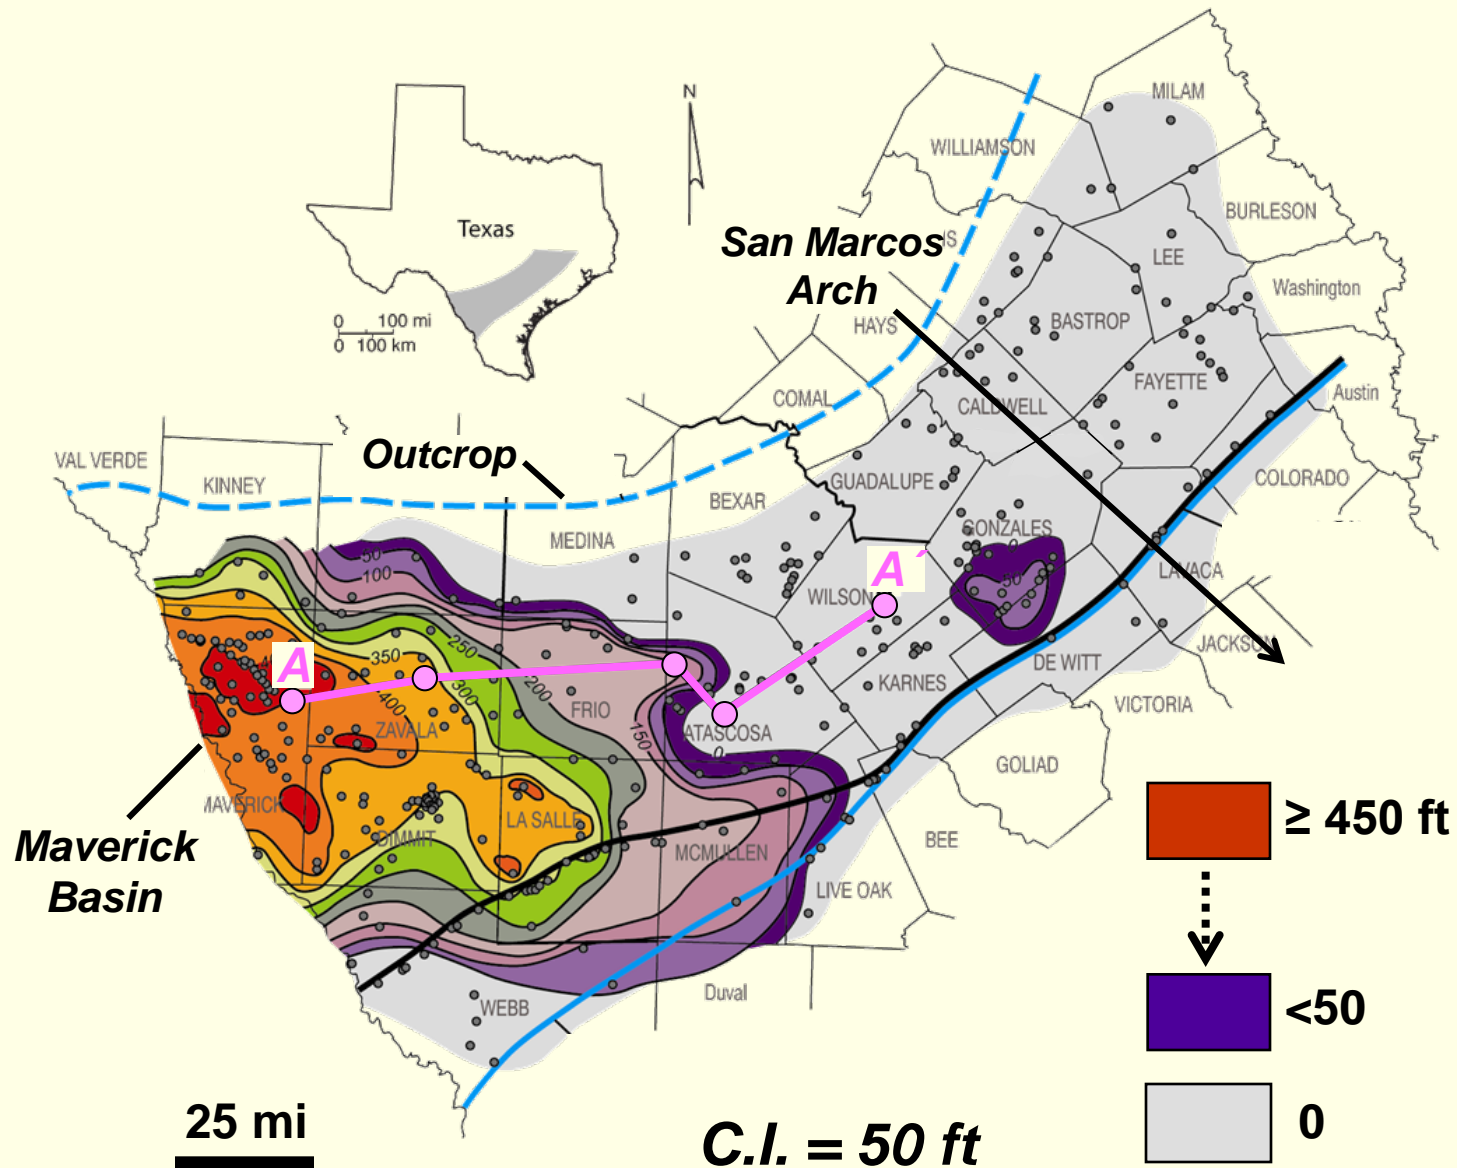 MILAM
N
WILLIAMSON
BURLESON
Texas
San Marcos
Arch
LEE
Washington
0 100 mi
0 100 km
HAYS
BASTROP
COMAL
FAYETTE
Austin
CALDWELL
Outcrop
VAL VERDE
KINNEY
BEXAR
GUADALUPE
COLORADO
MEDINA
GONZALES
0
50
50
100
A´
WILSON
LAVACA
250
350
A
300
200
400
JACKSON
DE WITT
KARNES
FRIO
150
ZAVALA
ATASCOSA
0
VICTORIA
GOLIAD
MAVERICK
LA SALLE
DIMMIT
MCMULLEN
BEE
LIVE OAK
Maverick
Basin
≥ 450 ft
WEBB
Duval
<50
25 mi
C.I. = 50 ft
0